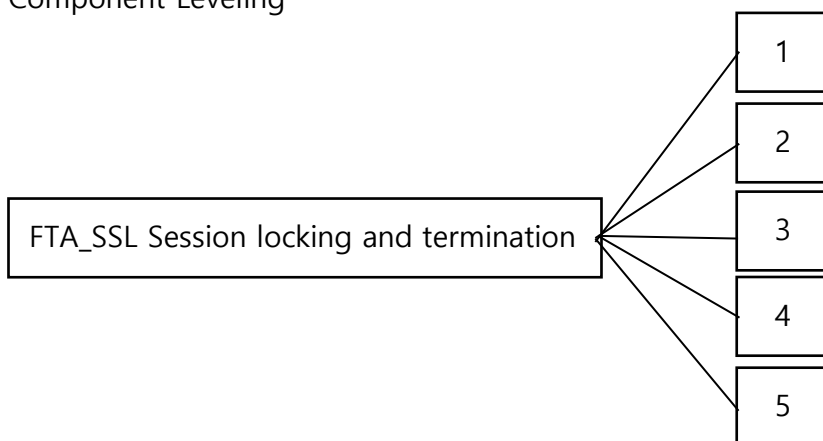 Component Leveling
1
2
FTA_SSL Session locking and termination
3
4
5